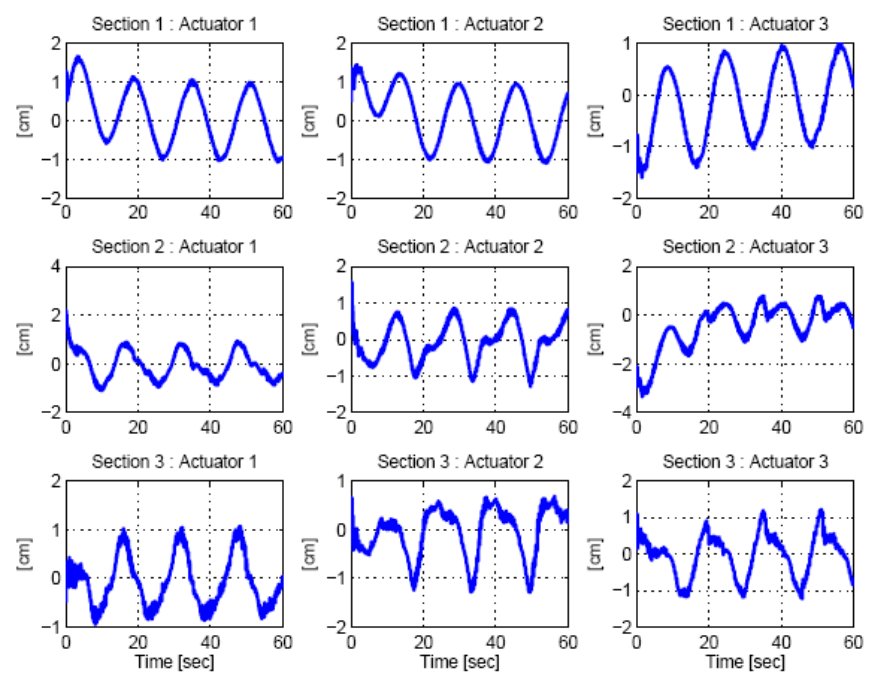 Section 1 : Actuator 1
Section 1 : Actuator 2
Section 1 : Actuator 3
2
1
0
−1
−2
[cm]
0 20 40 60
2
1
0
−1
−2
[cm]
0 20 40 60
1
0
−1
−2
[cm]
0 20 40 60
Section 2 : Actuator 1
Section 2 : Actuator 2
Section 2 : Actuator 3
4
2
0
−2
[cm]
0 20 40 60
2
1
0
−1
−2
[cm]
0 20 40 60
2
0
−2
−4
[cm]
0 20 40 60
Section 3 : Actuator 1
Section 3 : Actuator 2
Section 3 : Actuator 3
2
1
0
−1
[cm]
0 20 40 60
Time [sec]
1
0
−1
−2
[cm]
0 20 40 60
Time [sec]
2
1
0
−1
−2
[cm]
0 20 40 60
Time [sec]